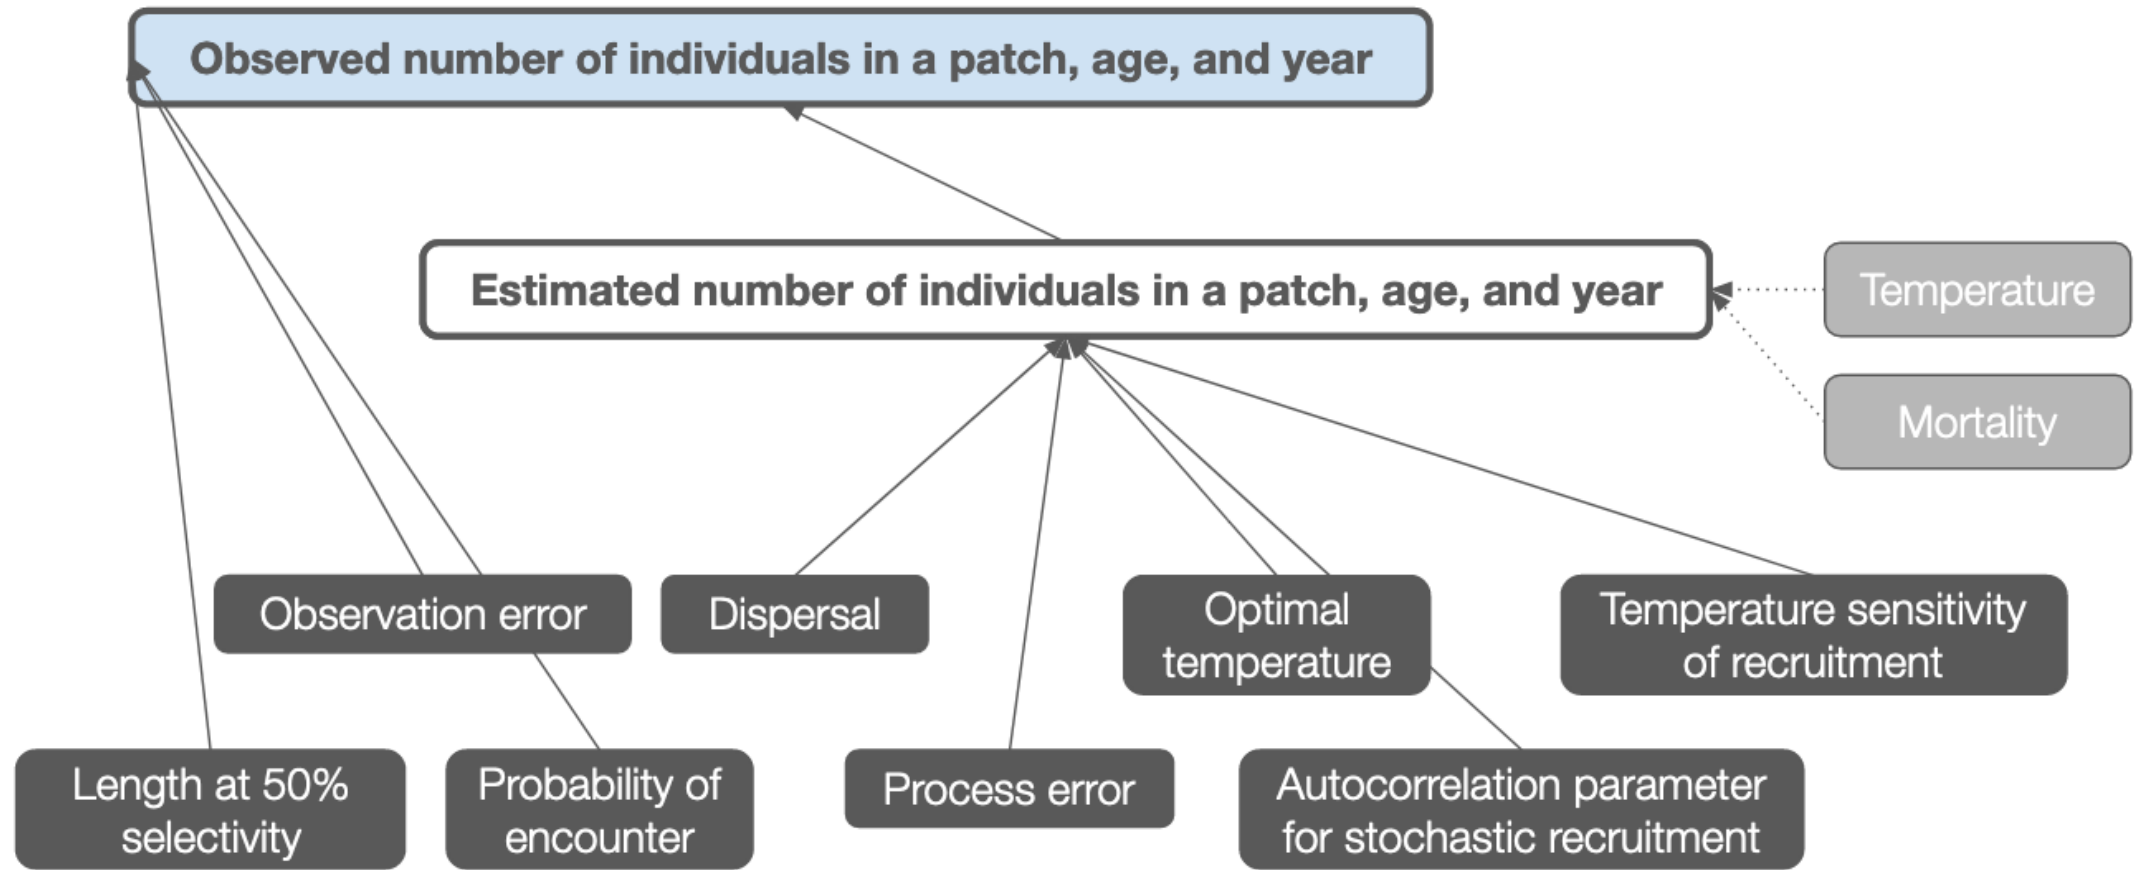 Observed number of individuals in a patch, age, and year
Estimated number of individuals in a patch, age, and year
Temperature
Mortality
Observation error
Dispersal
Optimal
temperature
Temperature sensitivity
of recruitment
Length at 50%
selectivity
Probability of
encounter
Process error
Autocorrelation parameter
for stochastic recruitment